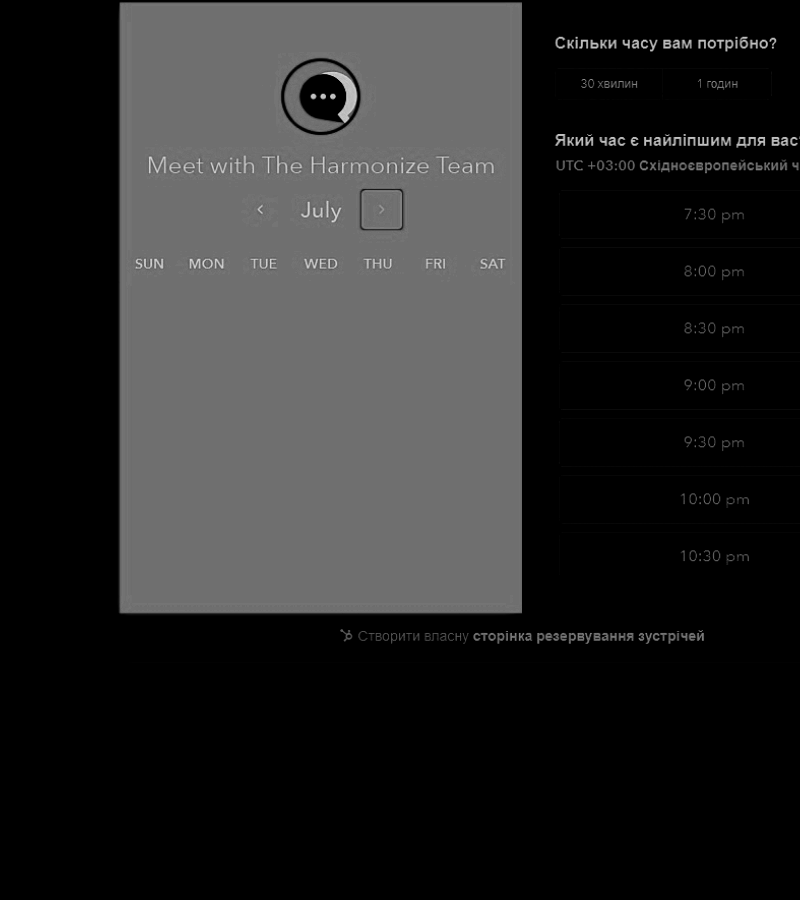 Meet with The Harmonize Team
July
SUN MON TUE WED THU FRI SAT
Скільки часу вам потрібно?
30 хвилин 1 годин
Який час є найліпшим для вас
UTC +03:00 Східноєвропейський
7:30 pm
8:00 pm
8:30 pm
9:00 pm
9:30 pm
10:00 pm
10:30 pm
Створити власну сторінка резервування зустрічей